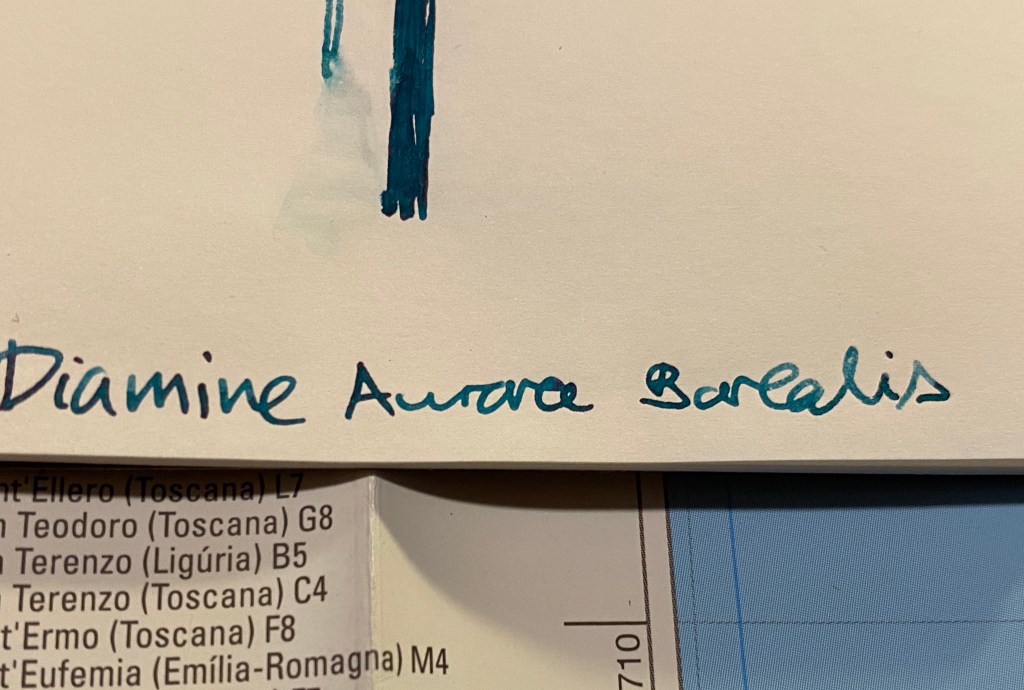 Diamine Aurora Borealis
nt'Ellero (Toscana) L7
n Teodoro (Toscana) G8
Terenzo (Ligúria) B5
Terenzo (Toscana) C4
t'Ermo (Toscana) F8
t'Eufemia (Emília-Romagna) M4
710